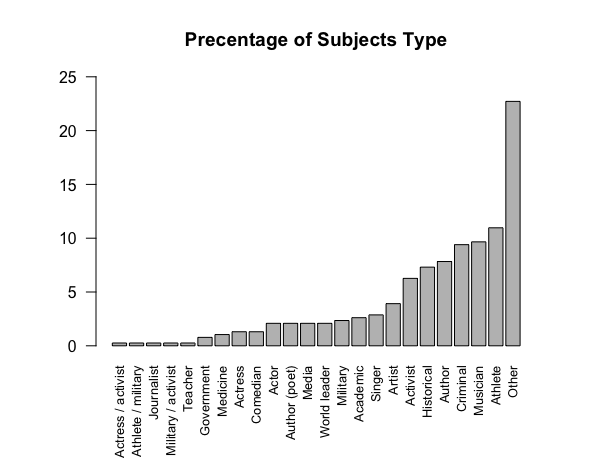 Precentage of Subjects Type
25
20
15
10
5
0
Actress / activist
Athlete / military
Journalist
Military / activist
Teacher
Government
Medicine
Actress
Comedian
Actor
Author (poet)
Media
World leader
Military
Academic
Singer
Artist
Activist
Historical
Author
Criminal
Musician
Athlete
Other